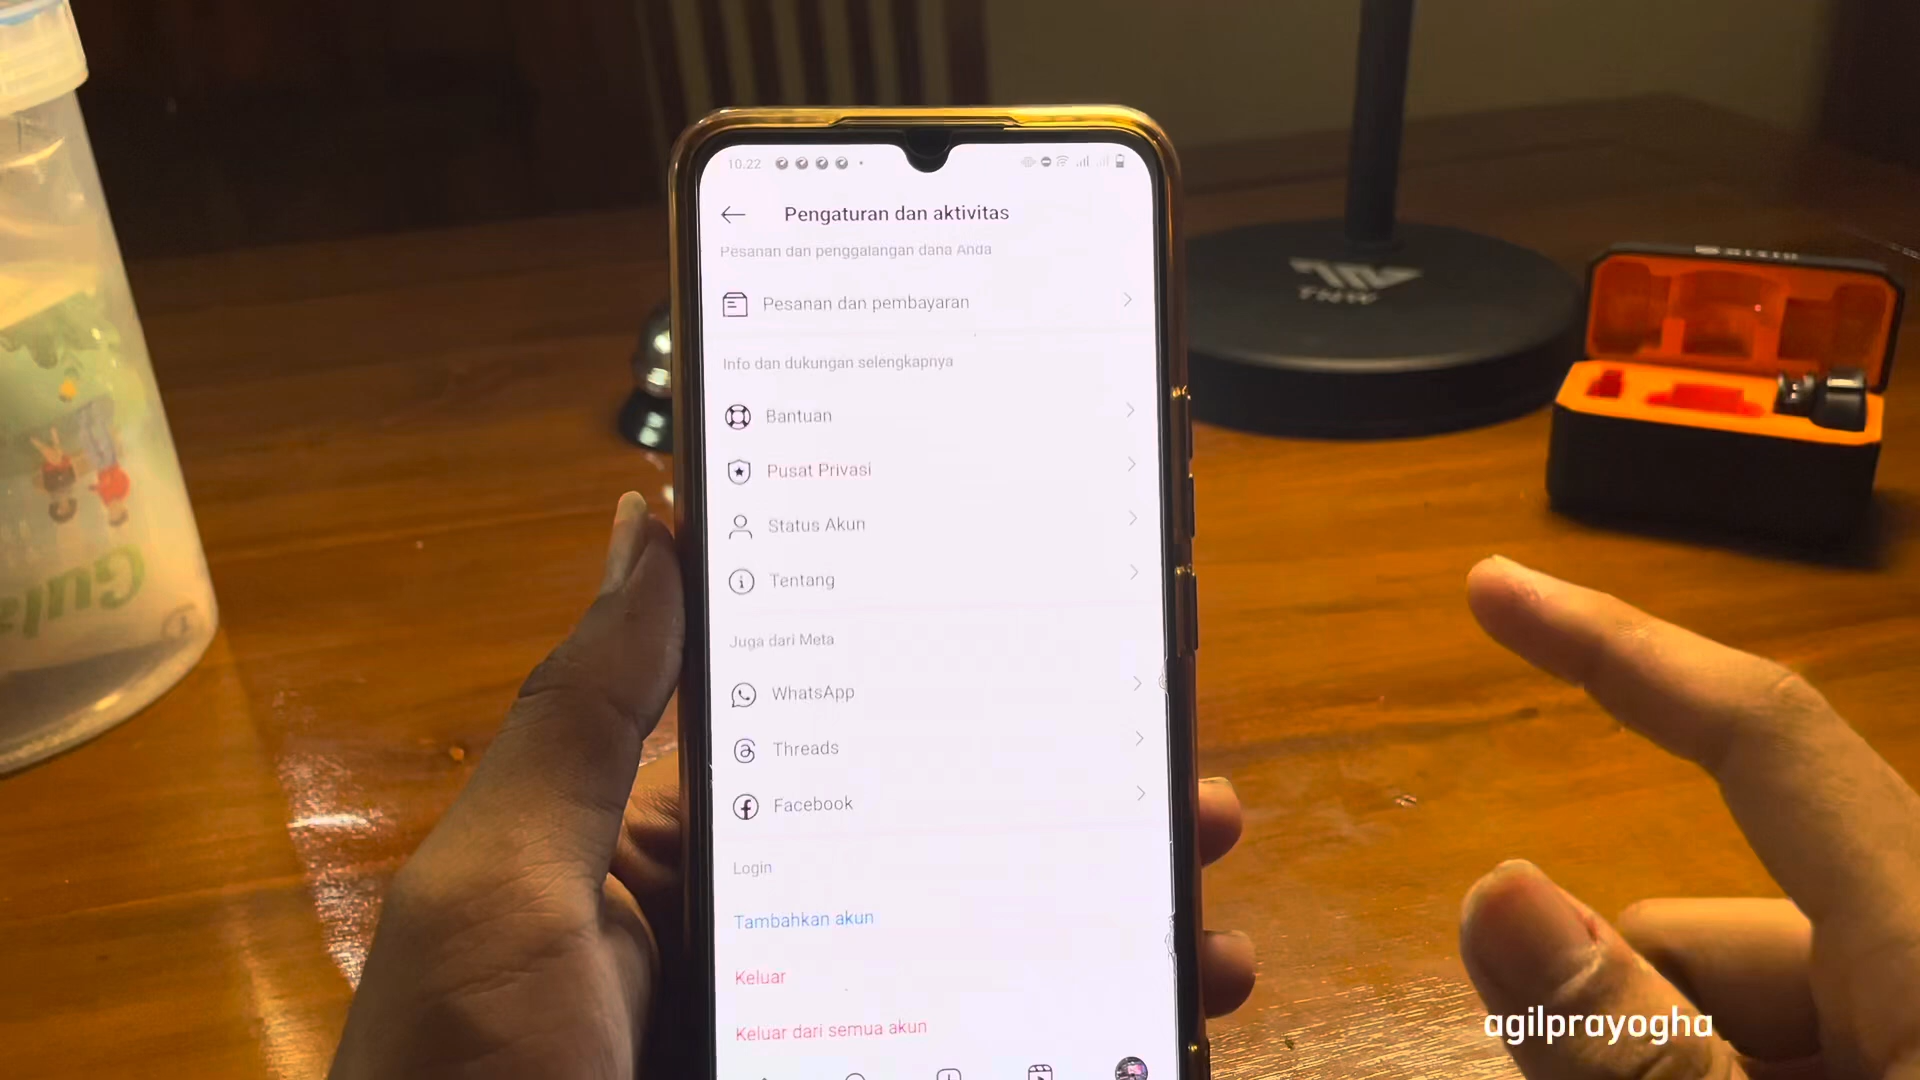 10.22
Pengaturan dan aktivitas
Pesanan dan penggalangan dana Anda
Pesanan dan pembayaran
Info dan dukungan selengkapnya
Bantuan
Pusat Privasi
Status Akun
Tentang
Juga dari Meta
WhatsApp
Threads
Facebook
Login
Tambahkan akun
Keluar
Keluar dari semua akun
TNW
agilprayogha